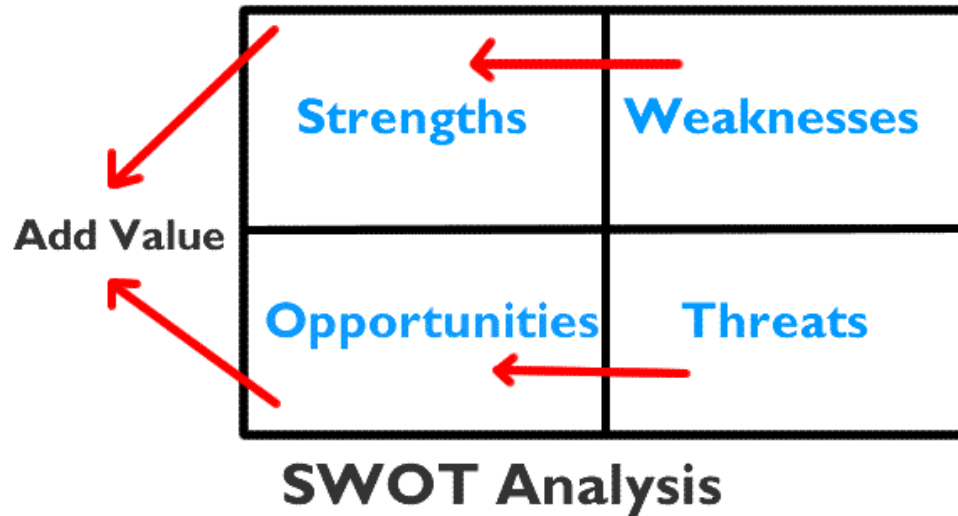 Strengths
Weaknesses
Add Value
Opportunities
Threats
SWOT Analysis